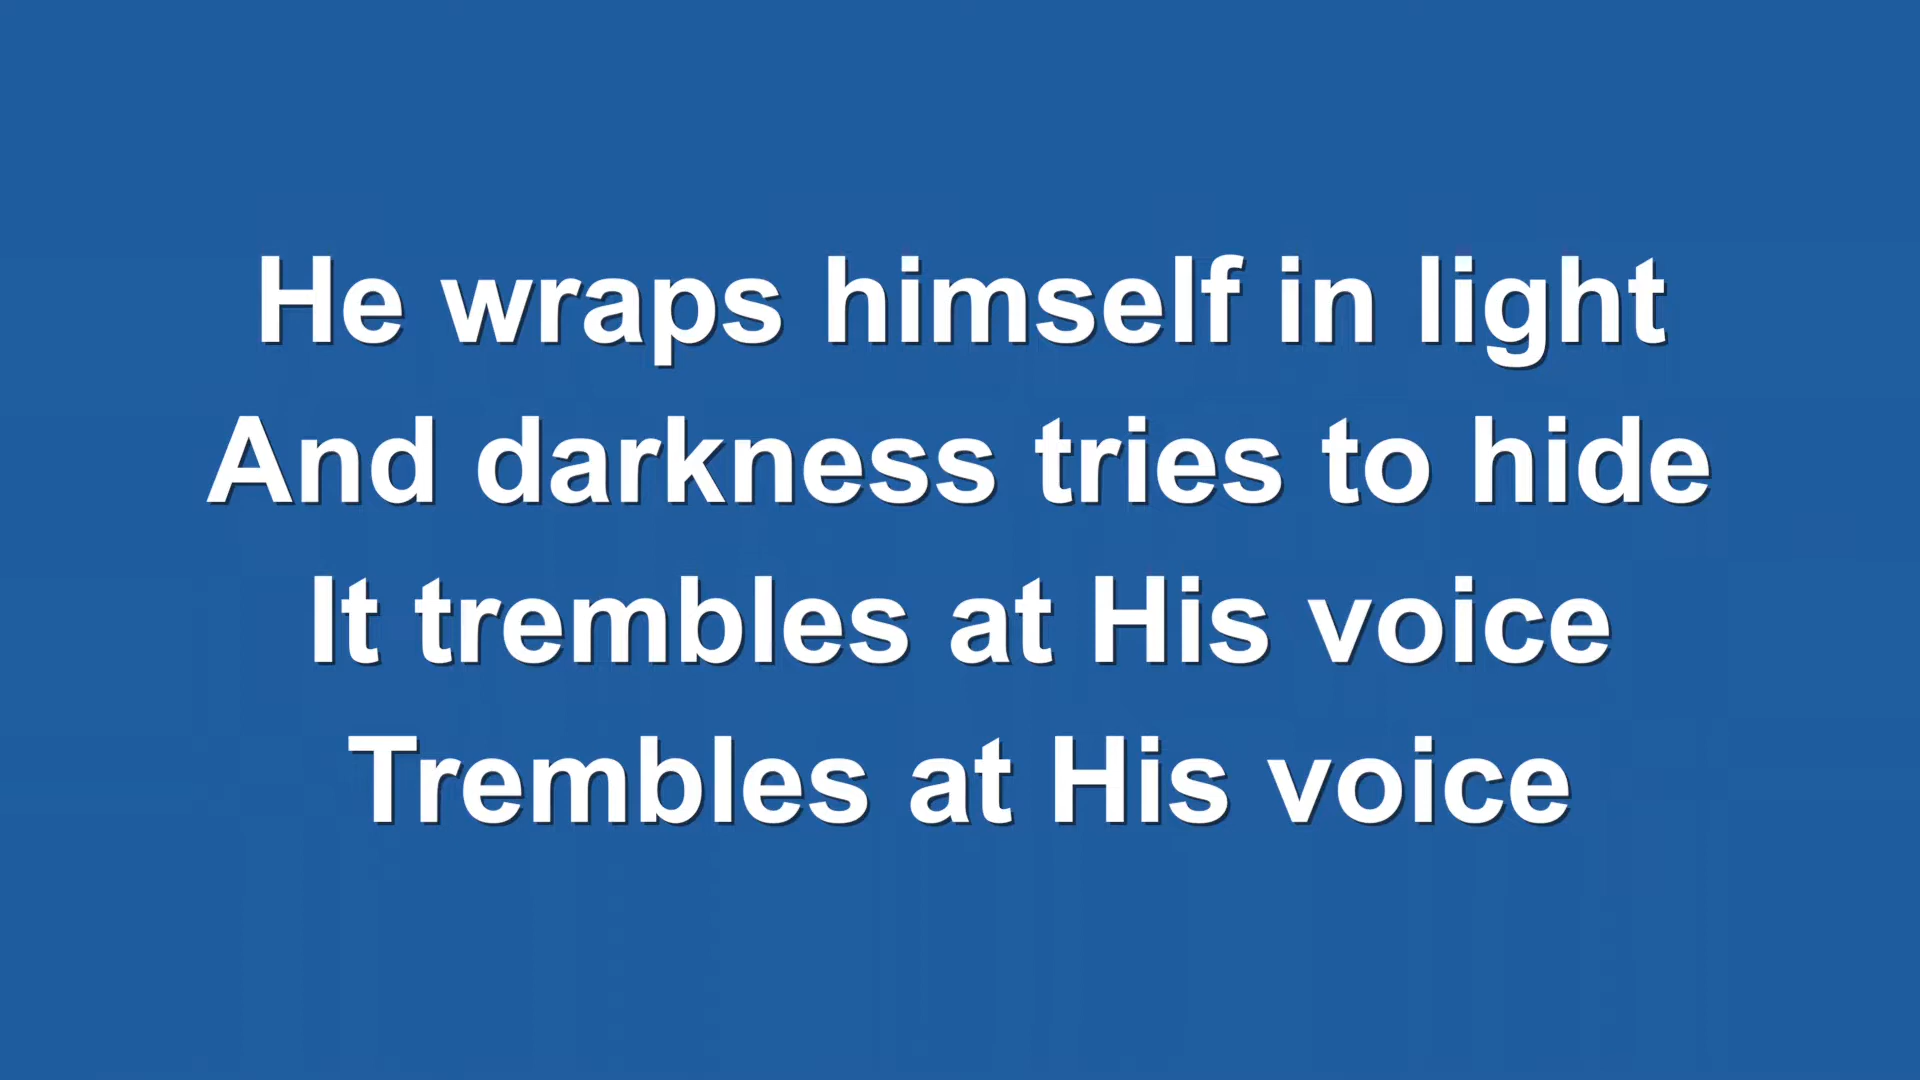 He wraps himself in light
And darkness tries to hide
It trembles at His voice
Trembles at His voice